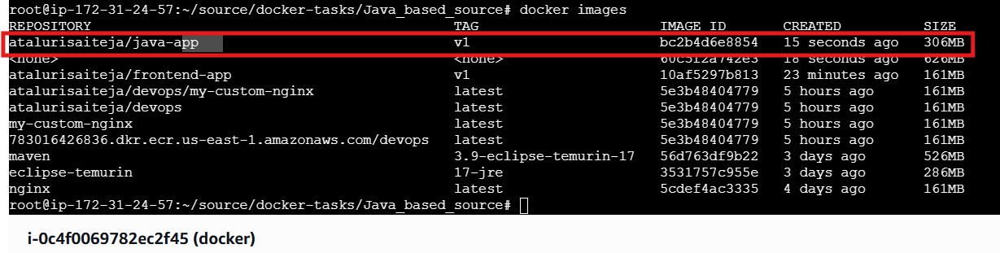 root@ip-172-31-24-57:~/source/docker-tasks/Java_based_source# docker images
REPOSITORY TAG IMAGE ID CREATED SIZE
atalurisaiteja/java-app v1 bc2b4d6e8854 15 seconds ago 306MB
<none> <none> 60c5f2a742e3 18 seconds ago 626MB
atalurisaiteja/frontend-app v1 10af5297b813 23 minutes ago 161MB
atalurisaiteja/devops/my-custom-nginx latest 5e3b48404779 5 hours ago 161MB
atalurisaiteja/devops latest 5e3b48404779 5 hours ago 161MB
my-custom-nginx latest 5e3b48404779 5 hours ago 161MB
783016426836.dkr.ecr.us-east-1.amazonaws.com/devops latest 5e3b48404779 5 hours ago 161MB
maven 3.9-eclipse-temurin-17 56d763df9b22 3 days ago 526MB
eclipse-temurin 17-jre 3531757c955e 3 days ago 286MB
nginx latest 5cdef4ac3335 4 days ago 161MB
root@ip-172-31-24-57:~/source/docker-tasks/Java_based_source#
i-0c4f0069782ec2f45 (docker)